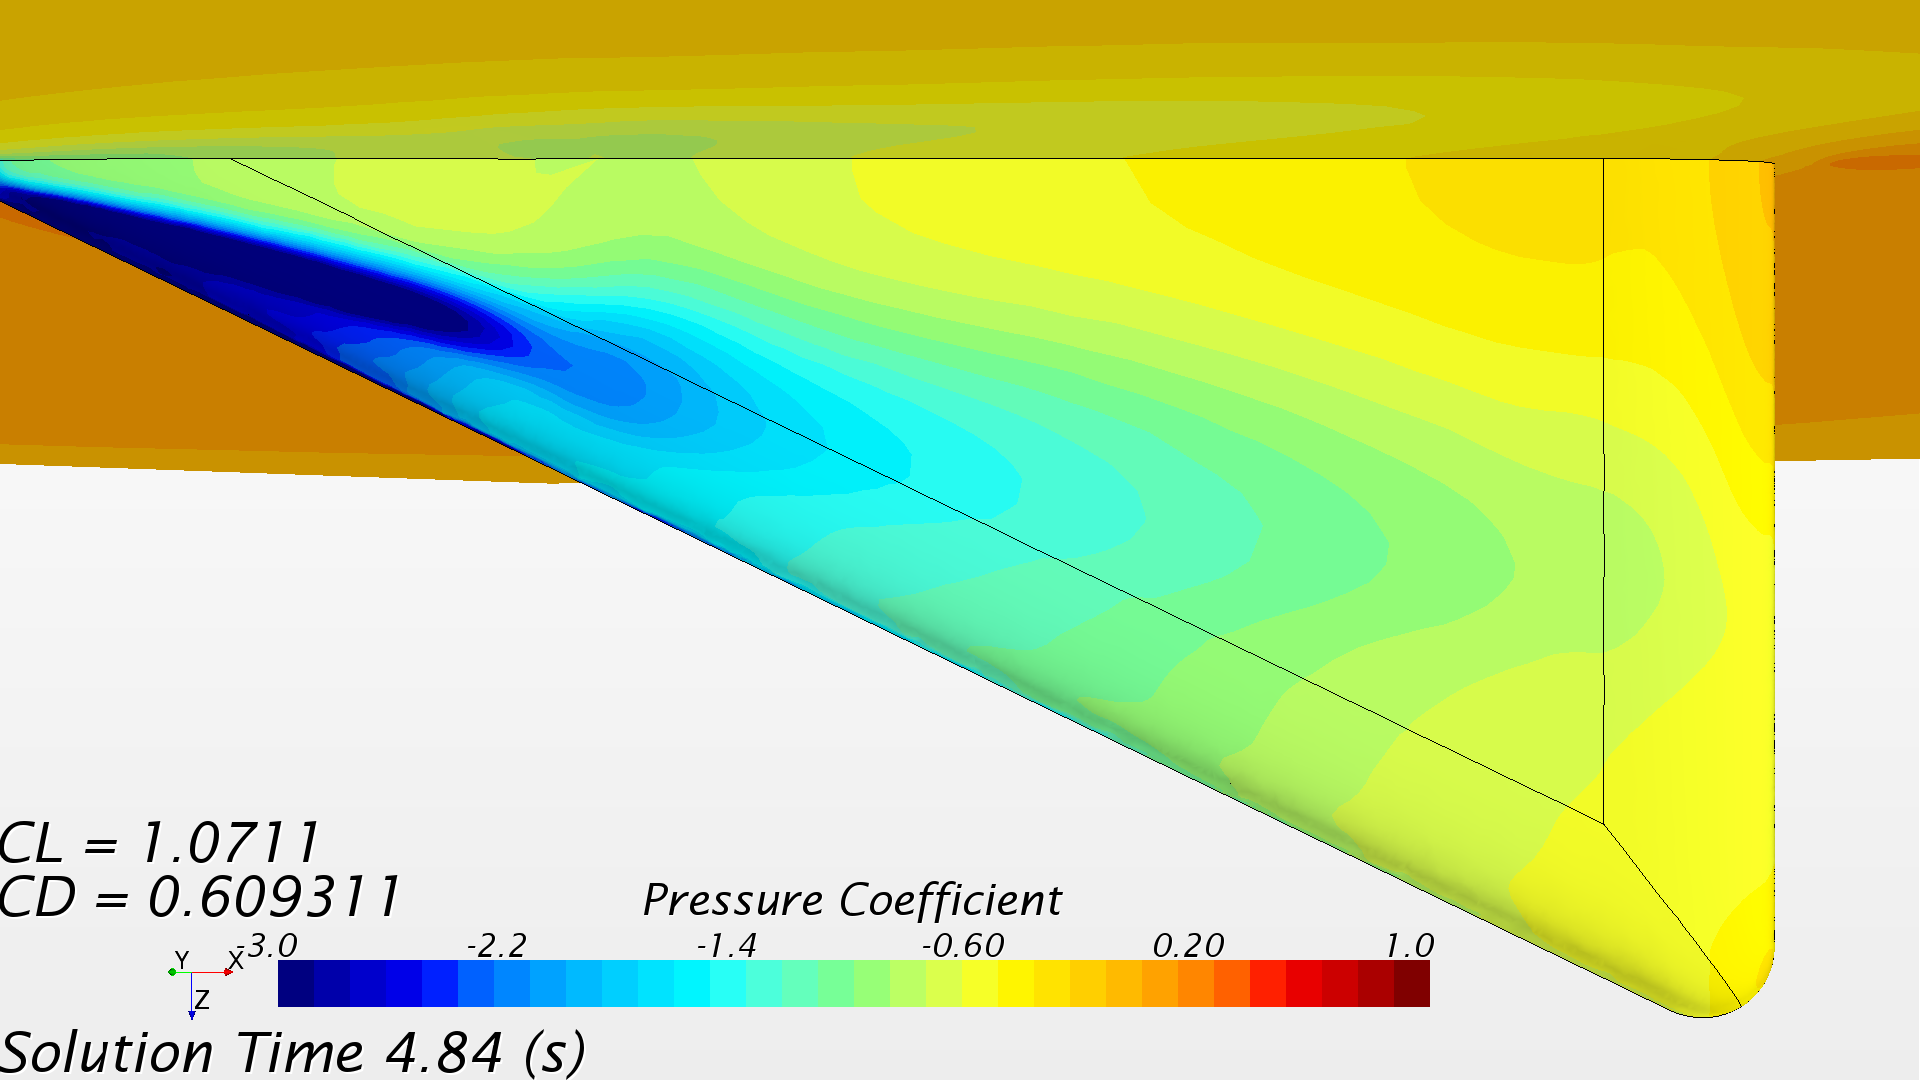 CL = 1.0711
CD = 0.609311
Pressure Coefficient
-3.0 -2.2 -1.4 -0.60 0.20 1.0
Y X
Z
Solution Time 4.84 (s)